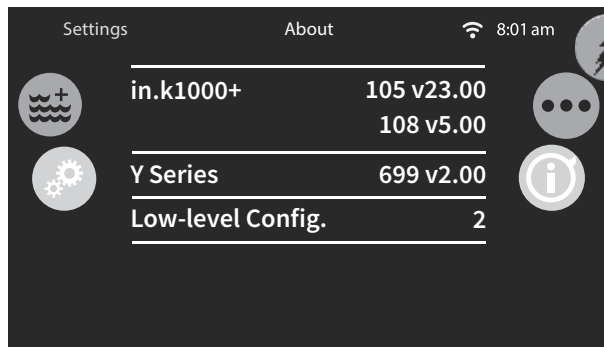 Settings About 8:01 am
in.k1000+ 105 v23.00
108 v5.00
Y Series 699 v2.00
Low-level Config. 2